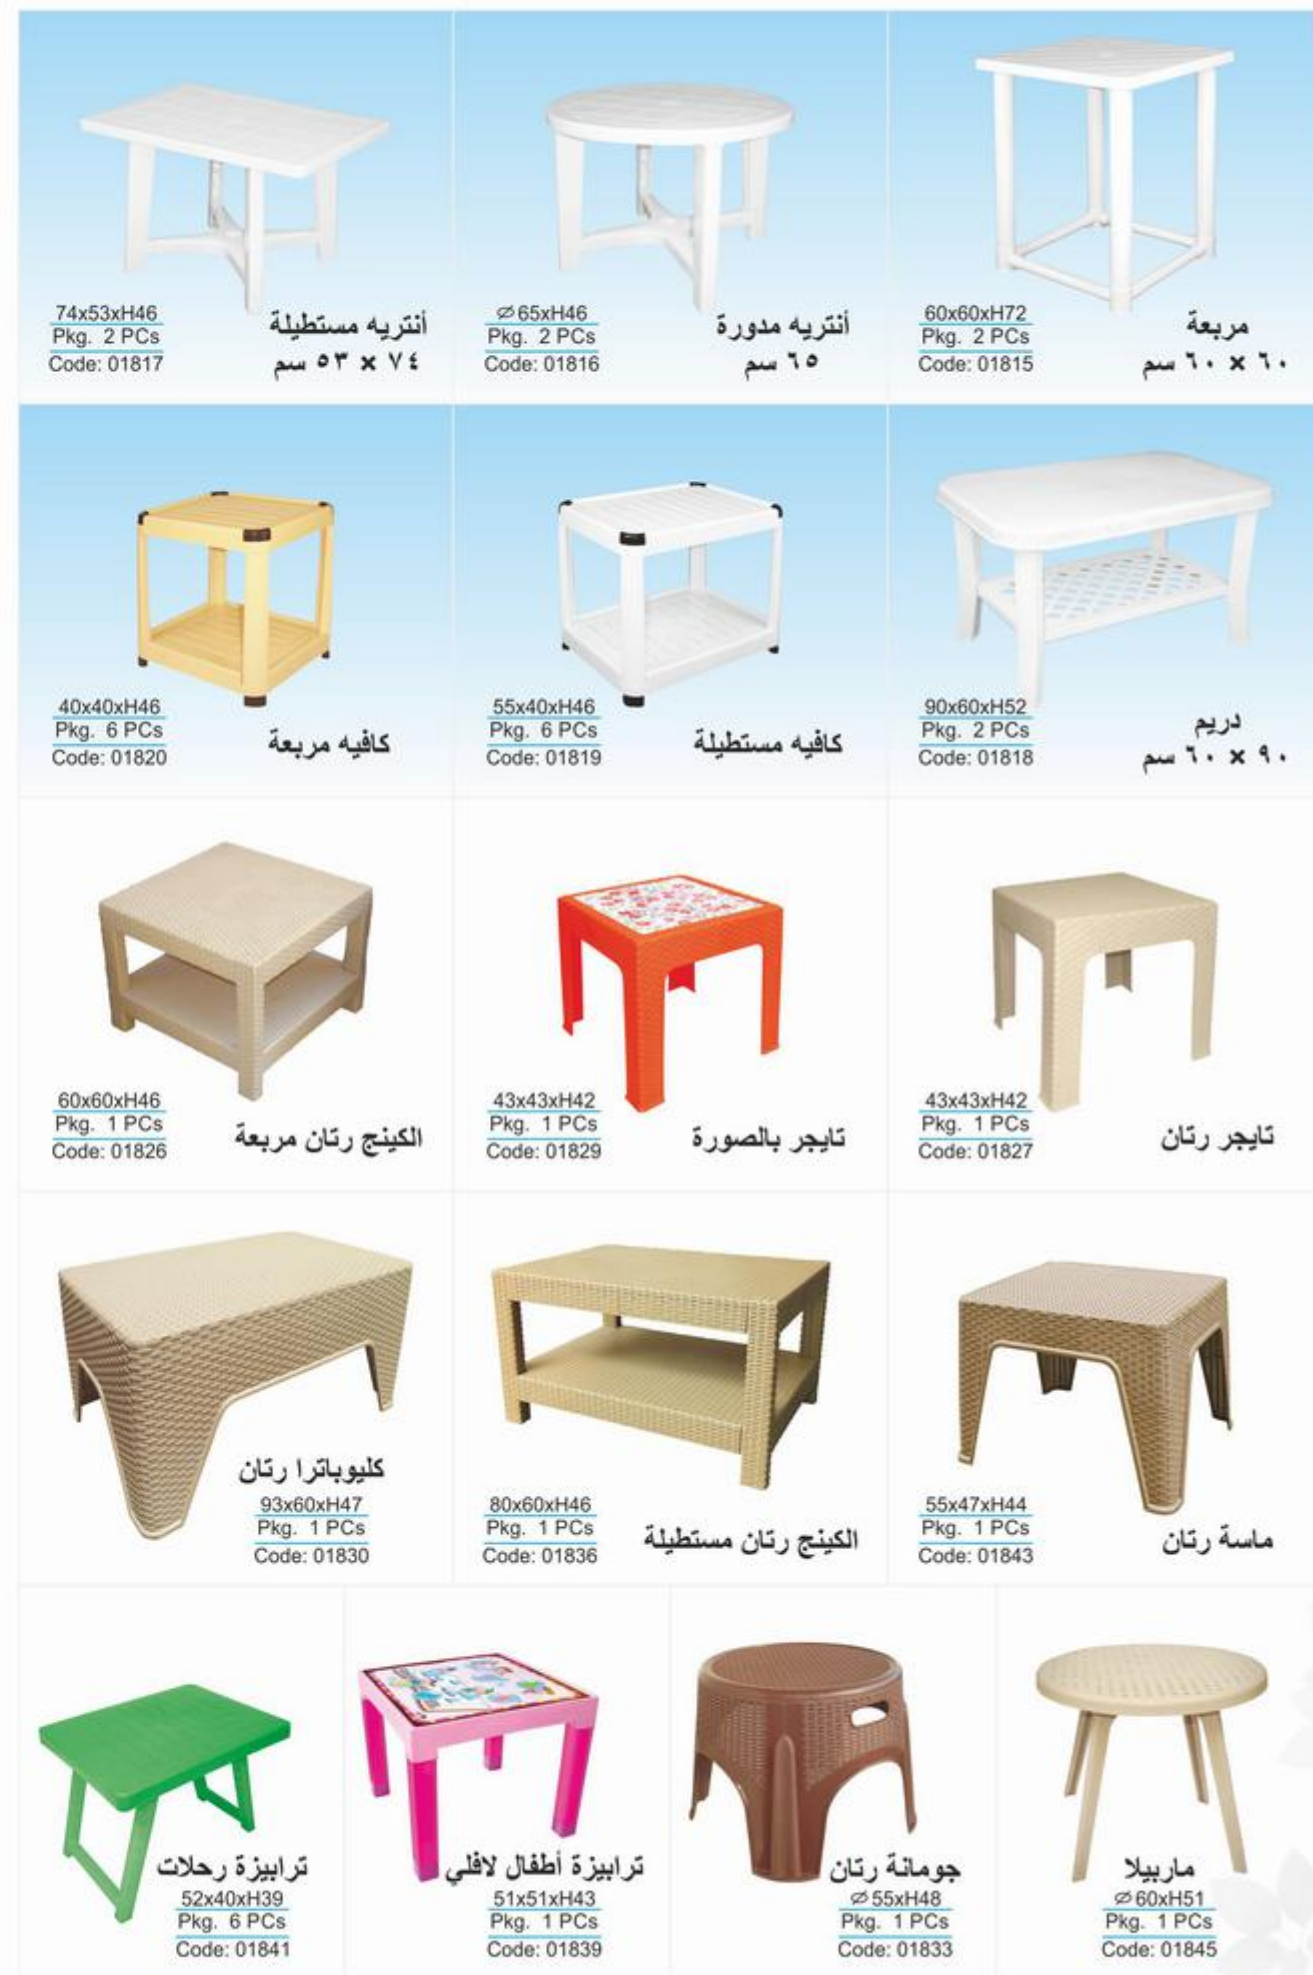 مربعة
٦٠ × ٦٠ سم
60x60xH72
Pkg. 2 PCs
Code: 01815
أنتريه مدورة
٦٥ سم
∅65xH46
Pkg. 2 PCs
Code: 01816
أنتريه مستطيلة
٧٤ × ٥٣ سم
74x53xH46
Pkg. 2 PCs
Code: 01817
دريم
٩٠ × ٦٠ سم
90x60xH52
Pkg. 2 PCs
Code: 01818
كافيه مستطيلة
55x40xH46
Pkg. 6 PCs
Code: 01819
كافيه مربعة
40x40xH46
Pkg. 6 PCs
Code: 01820
تايجر رتان
43x43xH42
Pkg. 1 PCs
Code: 01827
تايجر بالصورة
43x43xH42
Pkg. 1 PCs
Code: 01829
الكينج رتان مربعة
60x60xH46
Pkg. 1 PCs
Code: 01826
ماسة رتان
55x47xH44
Pkg. 1 PCs
Code: 01843
الكينج رتان مستطيلة
80x60xH46
Pkg. 1 PCs
Code: 01836
كليوباترا رتان
93x60xH47
Pkg. 1 PCs
Code: 01830
ماربيلا
∅60xH51
Pkg. 1 PCs
Code: 01845
جومانة رتان
∅55xH48
Pkg. 1 PCs
Code: 01833
ترابيزة أطفال لافلي
51x51xH43
Pkg. 1 PCs
Code: 01839
ترابيزة رحلات
52x40xH39
Pkg. 6 PCs
Code: 01841